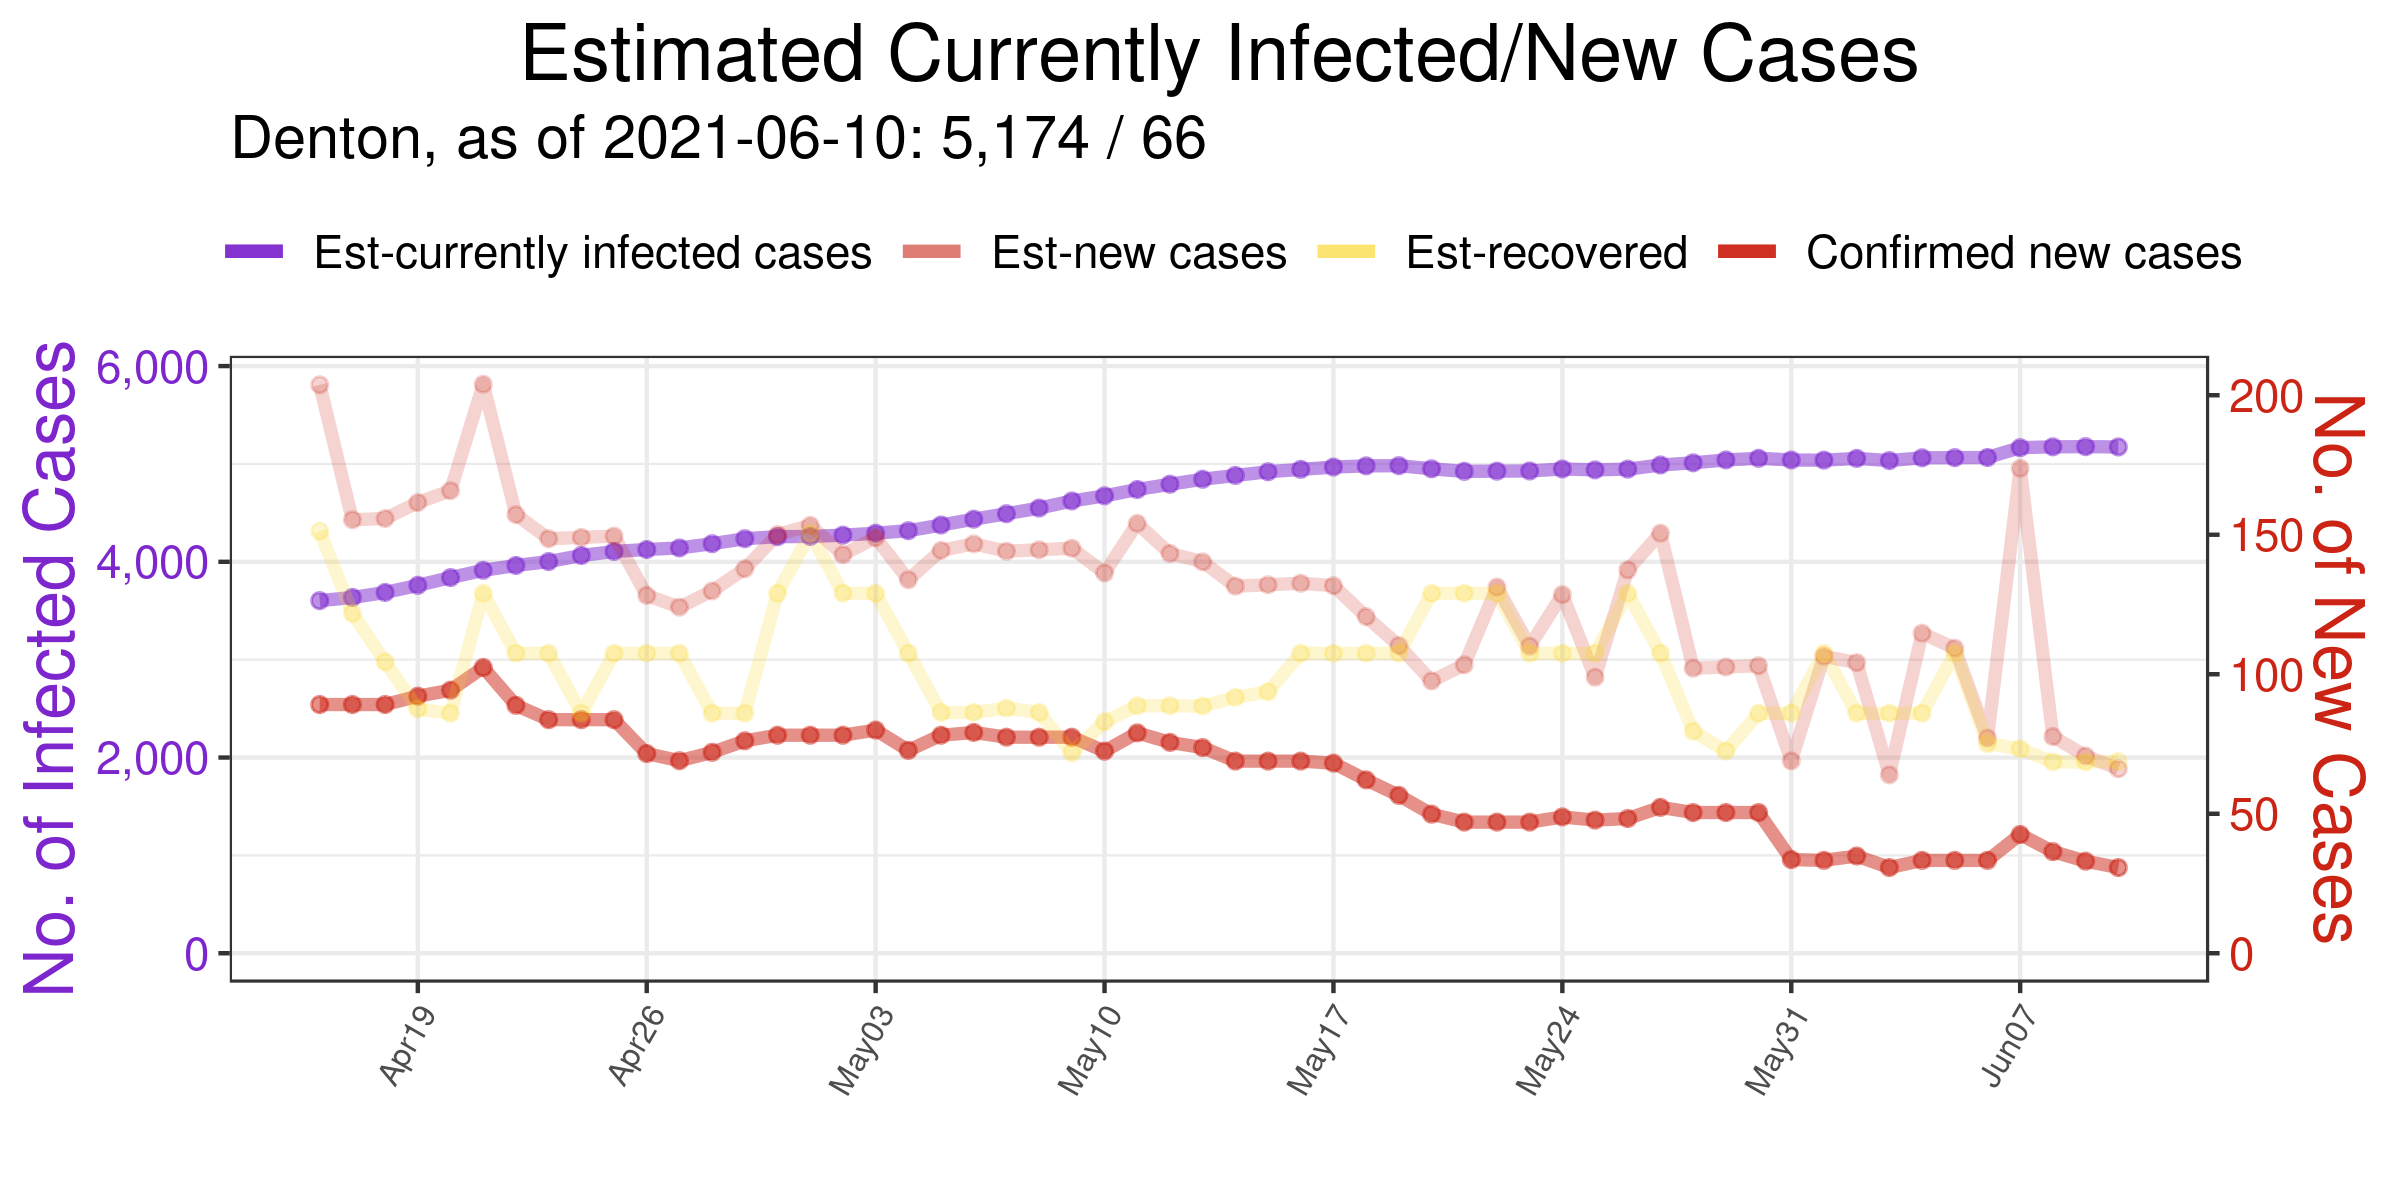 Estimated Currently Infected/New Cases
Denton, as of 2021-06-10: 5,174 / 66
Est-currently infected cases Est-new cases Est-recovered Confirmed new cases
No. of Infected Cases
6,000
4,000
2,000
0
200
150
100
50
0
No. of New Cases
Apr19 Apr26 May03 May10 May17 May24 May31 Jun07